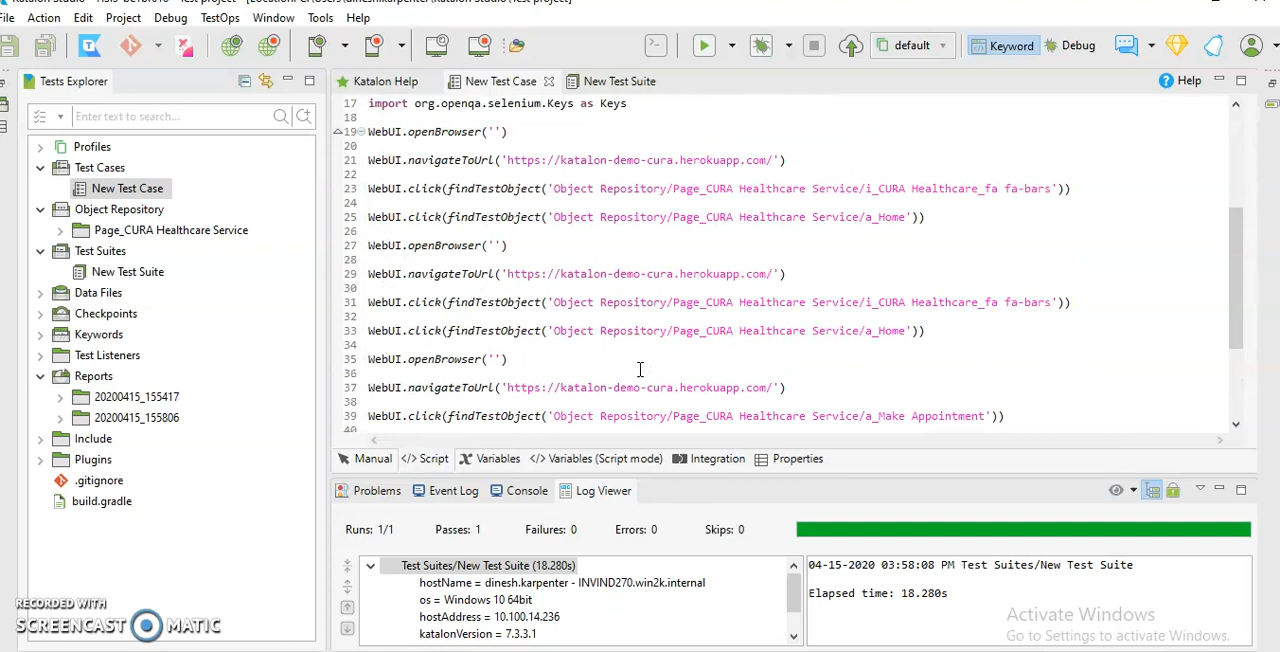 File Action Edit Project Debug TestOps Window Tools Help
default Keyword Debug
Tests Explorer
Enter text to search...
Profiles
Test Cases
New Test Case
Object Repository
Page_CURA Healthcare Service
Test Suites
New Test Suite
Data Files
Checkpoints
Keywords
Test Listeners
Reports
20200415_155417
20200415_155806
Include
Plugins
.gitignore
build.gradle
Katalon Help New Test Case New Test Suite Help
17 import org.openqa.selenium.Keys as Keys
18
19 WebUI.openBrowser('')
20
21 WebUI.navigateToUrl('https://katalon-demo-cura.herokuapp.com/')
22
23 WebUI.click(findTestObject('Object Repository/Page_CURA Healthcare Service/i_CURA Healthcare_fa fa-bars'))
24
25 WebUI.click(findTestObject('Object Repository/Page_CURA Healthcare Service/a_Home'))
26
27 WebUI.openBrowser('')
28
29 WebUI.navigateToUrl('https://katalon-demo-cura.herokuapp.com/')
30
31 WebUI.click(findTestObject('Object Repository/Page_CURA Healthcare Service/i_CURA Healthcare_fa fa-bars'))
32
33 WebUI.click(findTestObject('Object Repository/Page_CURA Healthcare Service/a_Home'))
34
35 WebUI.openBrowser('')
36
37 WebUI.navigateToUrl('https://katalon-demo-cura.herokuapp.com/')
38
39 WebUI.click(findTestObject('Object Repository/Page_CURA Healthcare Service/a_Make Appointment'))
40
Manual </> Script Variables </> Variables (Script mode) Integration Properties
Problems Event Log Console Log Viewer
Runs: 1/1 Passes: 1 Failures: 0 Errors: 0 Skips: 0
Test Suites/New Test Suite (18.280s)
hostName = dinesh.karpenter - INVIND270.win2k.internal
os = Windows 10 64bit
hostAddress = 10.100.14.236
katalonVersion = 7.3.3.1
04-15-2020 03:58:08 PM Test Suites/New Test Suite
Elapsed time: 18.280s
Activate Windows
Go to Settings to activate Windows.
RECORDED WITH
SCREENCAST MATIC